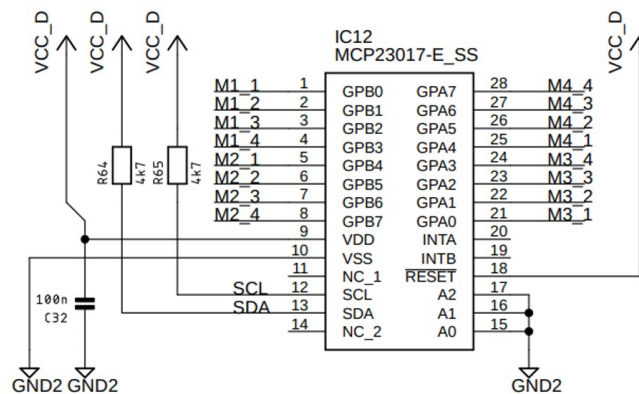 VCC_D VCC_D VCC_D VCC_D
IC12
MCP23017-E_SS
M1_1 1 GPB0 GPA7 28 M4_4
M1_2 2 GPB1 GPA6 27 M4_3
M1_3 3 GPB2 GPA5 26 M4_2
M1_4 4 GPB3 GPA4 25 M4_1
M2_1 5 GPB4 GPA3 24 M3_4
M2_2 6 GPB5 GPA2 23 M3_3
M2_3 7 GPB6 GPA1 22 M3_2
M2_4 8 GPB7 GPA0 21 M3_1
R64 4k7 R65 4k7
9 VDD INTA 20
10 VSS INTB 19
11 NC_1 RESET 18
SCL 12 SCL A2 17
SDA 13 SDA A1 16
14 NC_2 A0 15
100n
C32
GND2 GND2 GND2